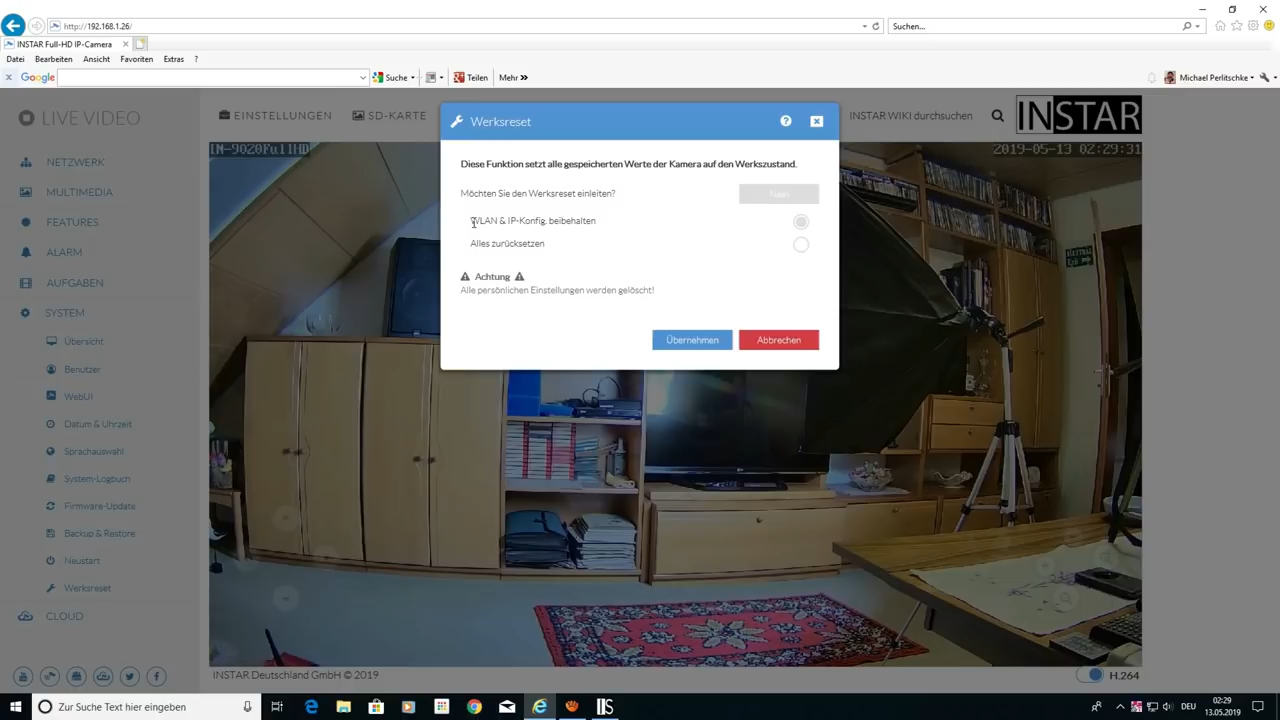 http://192.168.1.26/
Suchen...
INSTAR Full-HD IP-Camera
Datei Bearbeiten Ansicht Favoriten Extras ?
Google
Suche
Teilen
Mehr
Michael Perlitschke
LIVE VIDEO
EINSTELLUNGEN
SD-KARTE
INSTAR WIKI durchsuchen
INSTAR
IN-9020FullHD
2019-05-13 02:29:31
NETZWERK
MULTIMEDIA
FEATURES
ALARM
AUFGABEN
SYSTEM
Übersicht
Benutzer
WebUI
Datum & Uhrzeit
Sprachauswahl
System-Logbuch
Firmware-Update
Backup & Restore
Neustart
Werksreset
CLOUD
Werksreset
Diese Funktion setzt alle gespeicherten Werte der Kamera auf den Werkszustand.
Möchten Sie den Werksreset einleiten?
Nein
WLAN & IP-Konfig. beibehalten
Alles zurücksetzen
Achtung
Alle persönlichen Einstellungen werden gelöscht!
Übernehmen
Abbrechen
INSTAR Deutschland GmbH © 2019
H.264
Zur Suche Text hier eingeben
DEU
02:29
13.05.2019